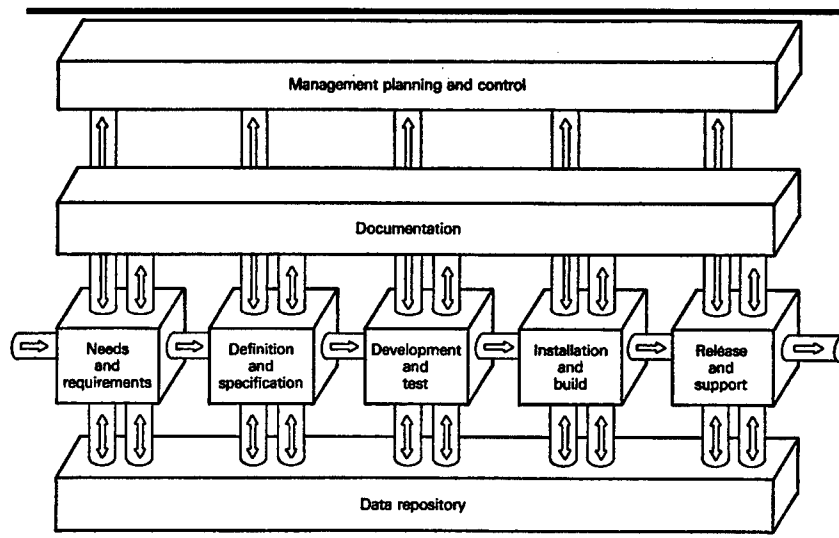 Management planning and control
Documentation
Needs
and
requirements
Definition
and
specification
Development
and
test
Installation
and
build
Release
and
support
Data repository